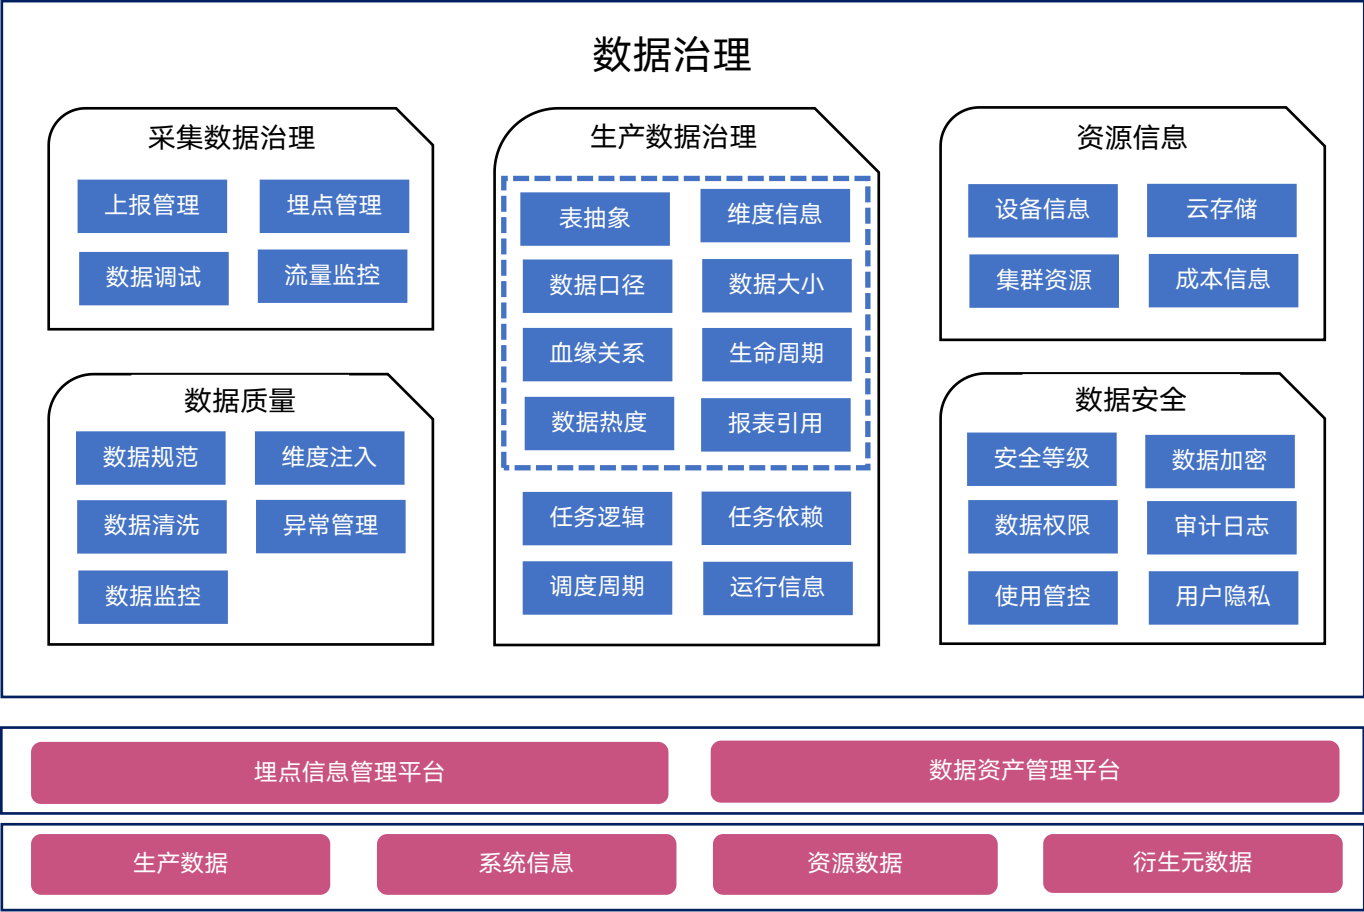 数据治理
采集数据治理
上报管理
埋点管理
数据调试
流量监控
数据质量
数据规范
维度注入
数据清洗
异常管理
数据监控
生产数据治理
表抽象
维度信息
数据口径
数据大小
血缘关系
生命周期
数据热度
报表引用
任务逻辑
任务依赖
调度周期
运行信息
资源信息
设备信息
云存储
集群资源
成本信息
数据安全
安全等级
数据加密
数据权限
审计日志
使用管控
用户隐私
埋点信息管理平台
数据资产管理平台
生产数据
系统信息
资源数据
衍生元数据